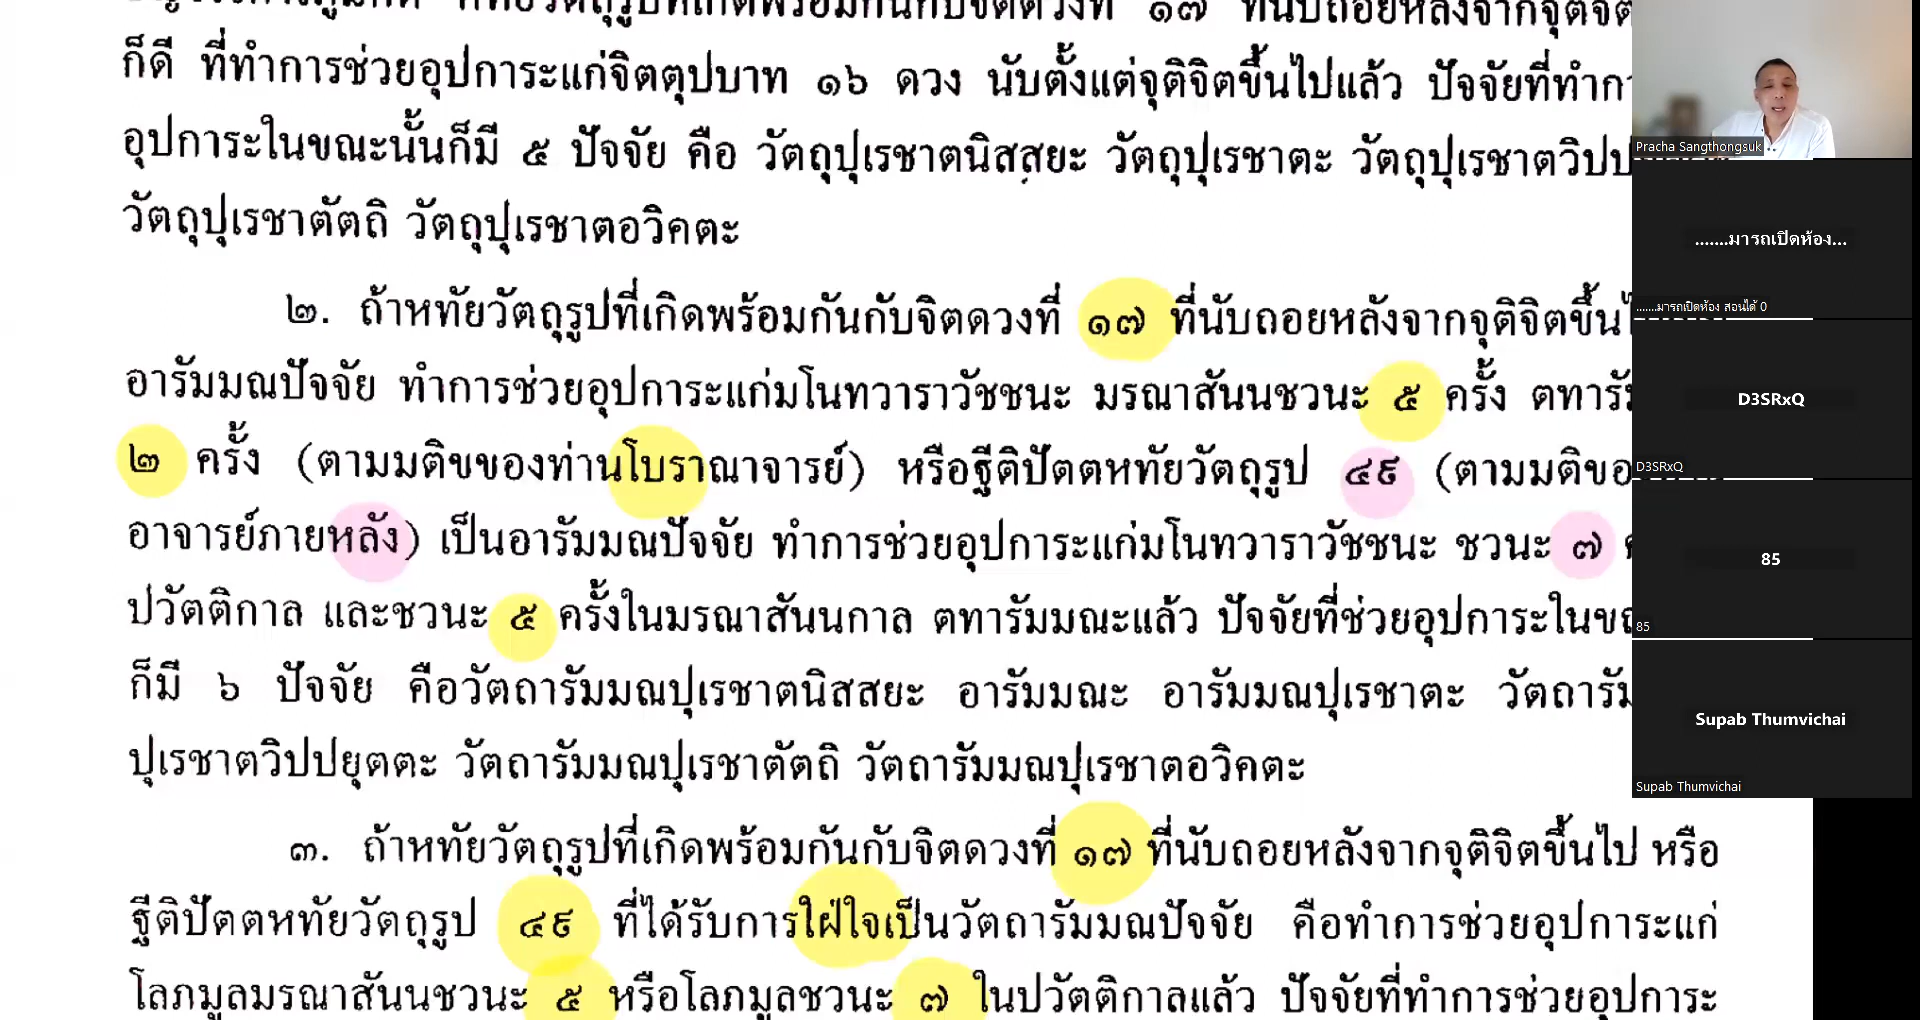 ที่นับถอยหลังจากจุติจิต
ก็ดี ที่ทำการช่วยอุปการะแก่จิตตุปบาท ๑๖ ดวง นับตั้งแต่จุติจิตขึ้นไปแล้ว ปัจจัยที่ทำ
อุปการะในขณะนั้นก็มี ๕ ปัจจัย คือ วัตถุปุเรชาตนิสสยะ วัตถุปุเรชาตะ
วัตถุปุเรชาตัตถิ วัตถุปุเรชาตอวิคตะ
๒. ถ้าหทัยวัตถุรูปที่เกิดพร้อมกันกับจิตดวงที่ ๑๗ ที่นับถอยหลังจากจุติจิตขึ้น
อารัมมณปัจจัย ทำการช่วยอุปการะแก่มโนทวาราวัชชนะ มรณาสันนชวนะ ๕ ครั้ง
๒ ครั้ง (ตามมติขของท่านโบราณาจารย์) หรือฐีติปัตตหทัยวัตถุรูป ๔๙
อาจารย์ภายหลัง) เป็นอารัมมณปัจจัย ทำการช่วยอุปการะแก่มโนทวาราวัชชนะ ชวนะ ๗
ปวัตติกาล และชวนะ ๕ ครั้งในมรณาสันนกาล ตทารัมมณะแล้ว ปัจจัยที่ช่วยอุปการะใน
ก็มี ๖ ปัจจัย คือวัตถารัมมณปุเรชาตนิสสยะ อารัมมณะ อารัมมณปุเรชาตะ
ปุเรชาตวิปปยุตตะ วัตถารัมมณปุเรชาตัตถิ วัตถารัมมณปุเรชาตอวิคตะ
๓. ถ้าหทัยวัตถุรูปที่เกิดพร้อมกันกับจิตดวงที่ ๑๗ ที่นับถอยหลังจากจุติจิตขึ้นไป หรือ
ฐีติปัตตหทัยวัตถุรูป ๔๙ ที่ได้รับการใฝ่ใจเป็นวัตถารัมมณปัจจัย คือทำการช่วยอุปการะแก่
โลภมูลมรณาสันนชวนะ ๕ หรือโลภมูลชวนะ ๗ ในปวัตติกาลแล้ว ปัจจัยที่ทำการช่วยอุปการะ
Pracha Sangthongsuk
.......มารถเปิดห้อง...
.......มารถเปิดห้อง สอนได้ 0
D3SRxQ
D3SRxQ
85
85
Supab Thumvichai
Supab Thumvichai